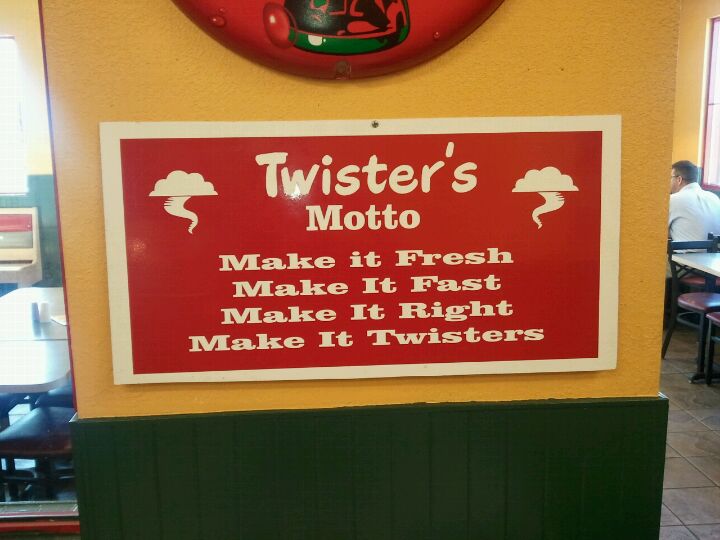 Twister's
Motto
Make it Fresh
Make It Fast
Make It Right
Make It Twisters